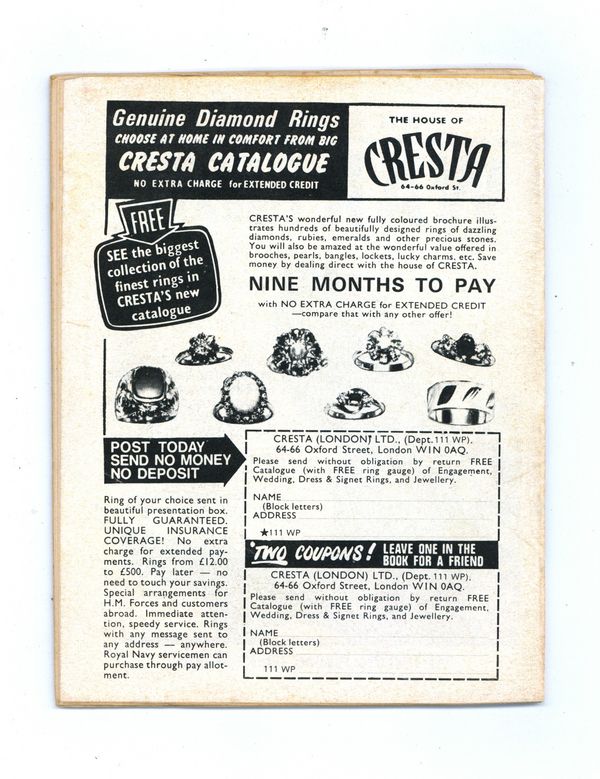 Genuine Diamond Rings
CHOOSE AT HOME IN COMFORT FROM BIG
CRESTA CATALOGUE
NO EXTRA CHARGE for EXTENDED CREDIT
THE HOUSE OF
CRESTA
64-66 Oxford St.
FREE
SEE the biggest
collection of the
finest rings in
CRESTA'S new
catalogue
CRESTA'S wonderful new fully coloured brochure illus-
trates hundreds of beautifully designed rings of dazzling
diamonds, rubies, emeralds and other precious stones.
You will also be amazed at the wonderful value offered in
brooches, pearls, bangles, lockets, lucky charms. etc. Save
money by dealing direct with the house of CRESTA.
NINE MONTHS TO PAY
with NO EXTRA CHARGE for EXTENDED CREDIT
—compare that with any other offer!
POST TODAY
SEND NO MONEY
NO DEPOSIT
Ring of your choice sent in
beautiful presentation box.
FULLY GUARANTEED.
UNIQUE INSURANCE
COVERAGE! No extra
charge for extended pay-
ments. Rings from £12.00
to £500. Pay later — no
need to touch your savings.
Special arrangements for
H.M. Forces and customers
abroad. Immediate atten-
tion, speedy service. Rings
with any message sent to
any address — anywhere.
Royal Navy servicemen can
purchase through pay allot-
ment.
CRESTA (LONDON) LTD., (Dept. 111 WP).
64-66 Oxford Street, London WIN 0AQ.
Please send without obligation by return FREE
Catalogue (with FREE ring gauge) of Engagement,
Wedding, Dress & Signet Rings, and Jewellery.
NAME
(Block letters)
ADDRESS
★111 WP
TWO COUPONS! LEAVE ONE IN THE
BOOK FOR A FRIEND
CRESTA (LONDON) LTD., (Dept. 111 WP).
64-66 Oxford Street, London WIN 0AQ.
Please send without obligation by return FREE
Catalogue (with FREE ring gauge) of Engagement,
Wedding, Dress & Signet Rings, and Jewellery.
NAME
(Block letters)
ADDRESS
111 WP